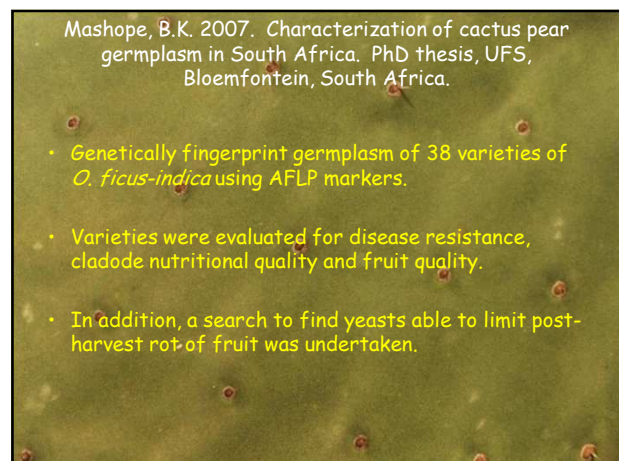 Mashope, B.K. 2007.  Characterization of cactus pear
germplasm in South Africa.  PhD thesis, UFS,
Bloemfontein, South Africa.
• Genetically fingerprint germplasm of 38 varieties of
O. ficus-indica using AFLP markers.
• Varieties were evaluated for disease resistance,
cladode nutritional quality and fruit quality.
• In addition, a search to find yeasts able to limit post-
harvest rot of fruit was undertaken.